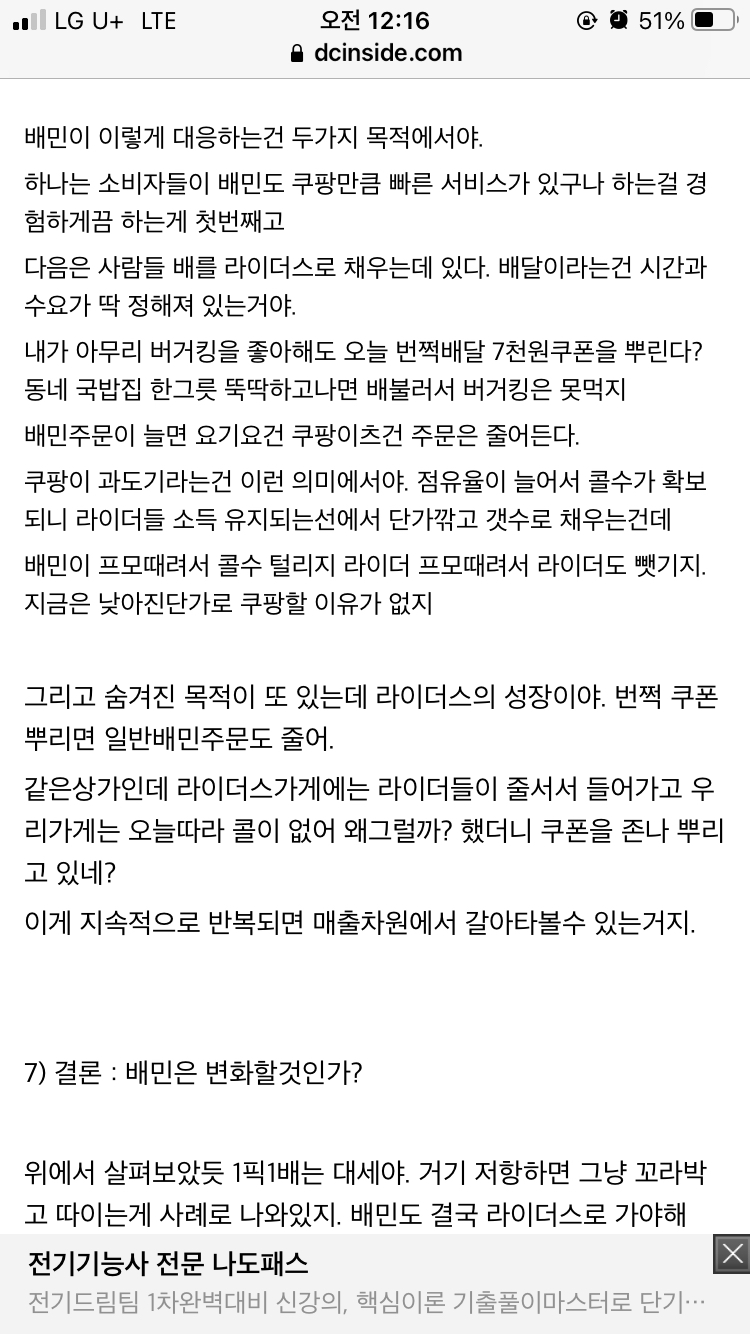 LG U+ LTE 오전 12:16 51%
dcinside.com
배민이 이렇게 대응하는건 두가지 목적에서야.
하나는 소비자들이 배민도 쿠팡만큼 빠른 서비스가 있구나 하는걸 경
험하게끔 하는게 첫번째고
다음은 사람들 배를 라이더스로 채우는데 있다. 배달이라는건 시간과
수요가 딱 정해져 있는거야.
내가 아무리 버거킹을 좋아해도 오늘 번쩍배달 7천원쿠폰을 뿌린다?
동네 국밥집 한그릇 뚝딱하고나면 배불러서 버거킹은 못먹지
배민주문이 늘면 요기요건 쿠팡이츠건 주문은 줄어든다.
쿠팡이 과도기라는건 이런 의미에서야. 점유율이 늘어서 콜수가 확보
되니 라이더들 소득 유지되는선에서 단가깎고 갯수로 채우는건데
배민이 프모때려서 콜수 털리지 라이더 프모때려서 라이더도 뺏기지.
지금은 낮아진단가로 쿠팡할 이유가 없지
그리고 숨겨진 목적이 또 있는데 라이더스의 성장이야. 번쩍 쿠폰
뿌리면 일반배민주문도 줄어.
같은상가인데 라이더스가게에는 라이더들이 줄서서 들어가고 우
리가게는 오늘따라 콜이 없어 왜그럴까? 했더니 쿠폰을 존나 뿌리
고 있네?
이게 지속적으로 반복되면 매출차원에서 갈아타볼수 있는거지.
7) 결론 : 배민은 변화할것인가?
위에서 살펴보았듯 1픽1배는 대세야. 거기 저항하면 그냥 꼬라박
고 따이는게 사례로 나와있지. 배민도 결국 라이더스로 가야해
전기기능사 전문 나도패스
전기드림팀 1차완벽대비 신강의, 핵심이론 기출풀이마스터로 단기…